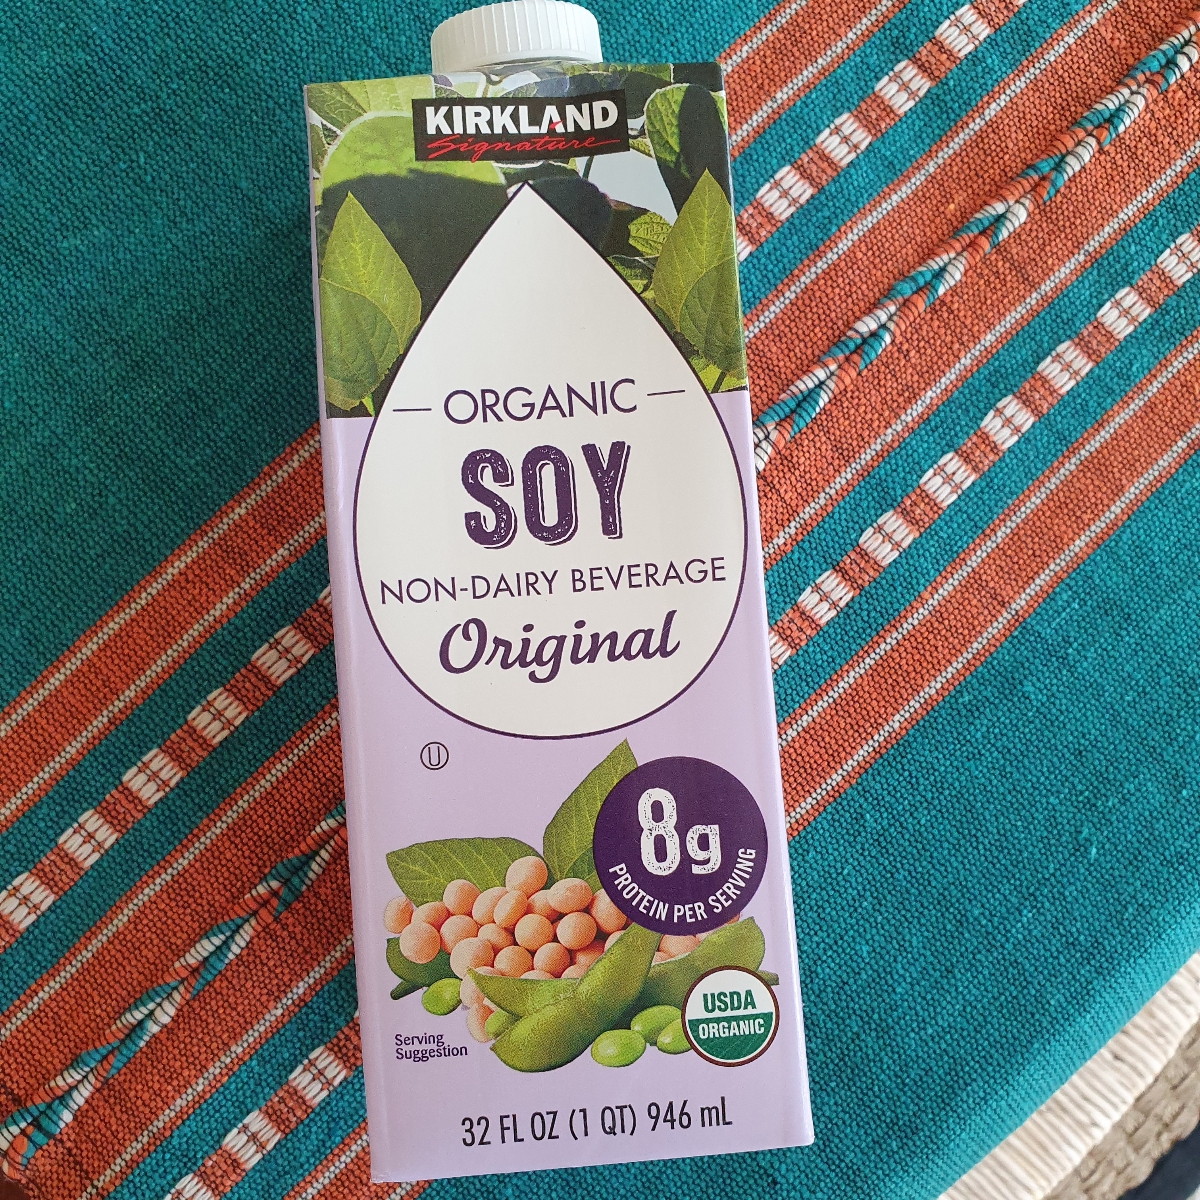 KIRKLAND
Signature
ORGANIC
SOY
NON-DAIRY BEVERAGE
Original
U
8g
PROTEIN PER SERVING
USDA
ORGANIC
Serving
Suggestion
32 FL OZ (1 QT) 946 mL